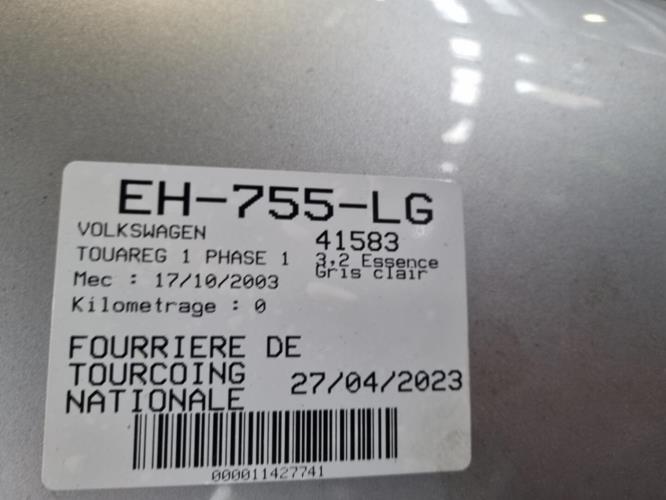 EH-755-LG
VOLKSWAGEN 41583
TOUAREG 1 PHASE 1 3,2 Essence
Mec : 17/10/2003 Gris clair
Kilometrage : 0
FOURRIERE DE
TOURCOING 27/04/2023
NATIONALE
000011427741